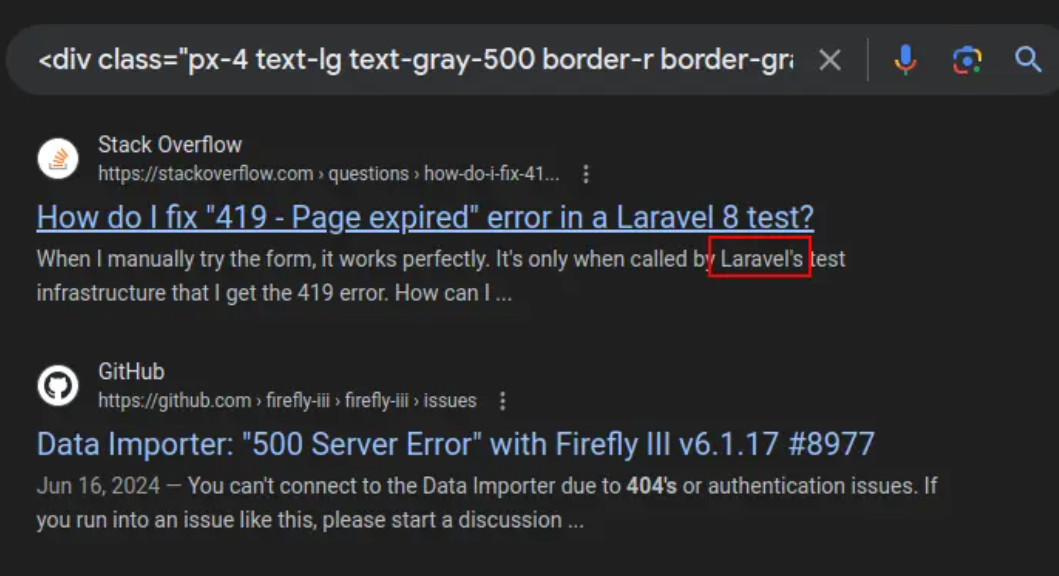 <div class="px-4 text-lg text-gray-500 border-r border-gra
Stack Overflow
https://stackoverflow.com › questions › how-do-i-fix-41...
How do I fix "419 - Page expired" error in a Laravel 8 test?
When I manually try the form, it works perfectly. It's only when called by Laravel's test
infrastructure that I get the 419 error. How can I ...
GitHub
https://github.com › firefly-iii › firefly-iii › issues
Data Importer: "500 Server Error" with Firefly III v6.1.17 #8977
Jun 16, 2024 — You can't connect to the Data Importer due to 404's or authentication issues. If
you run into an issue like this, please start a discussion ...